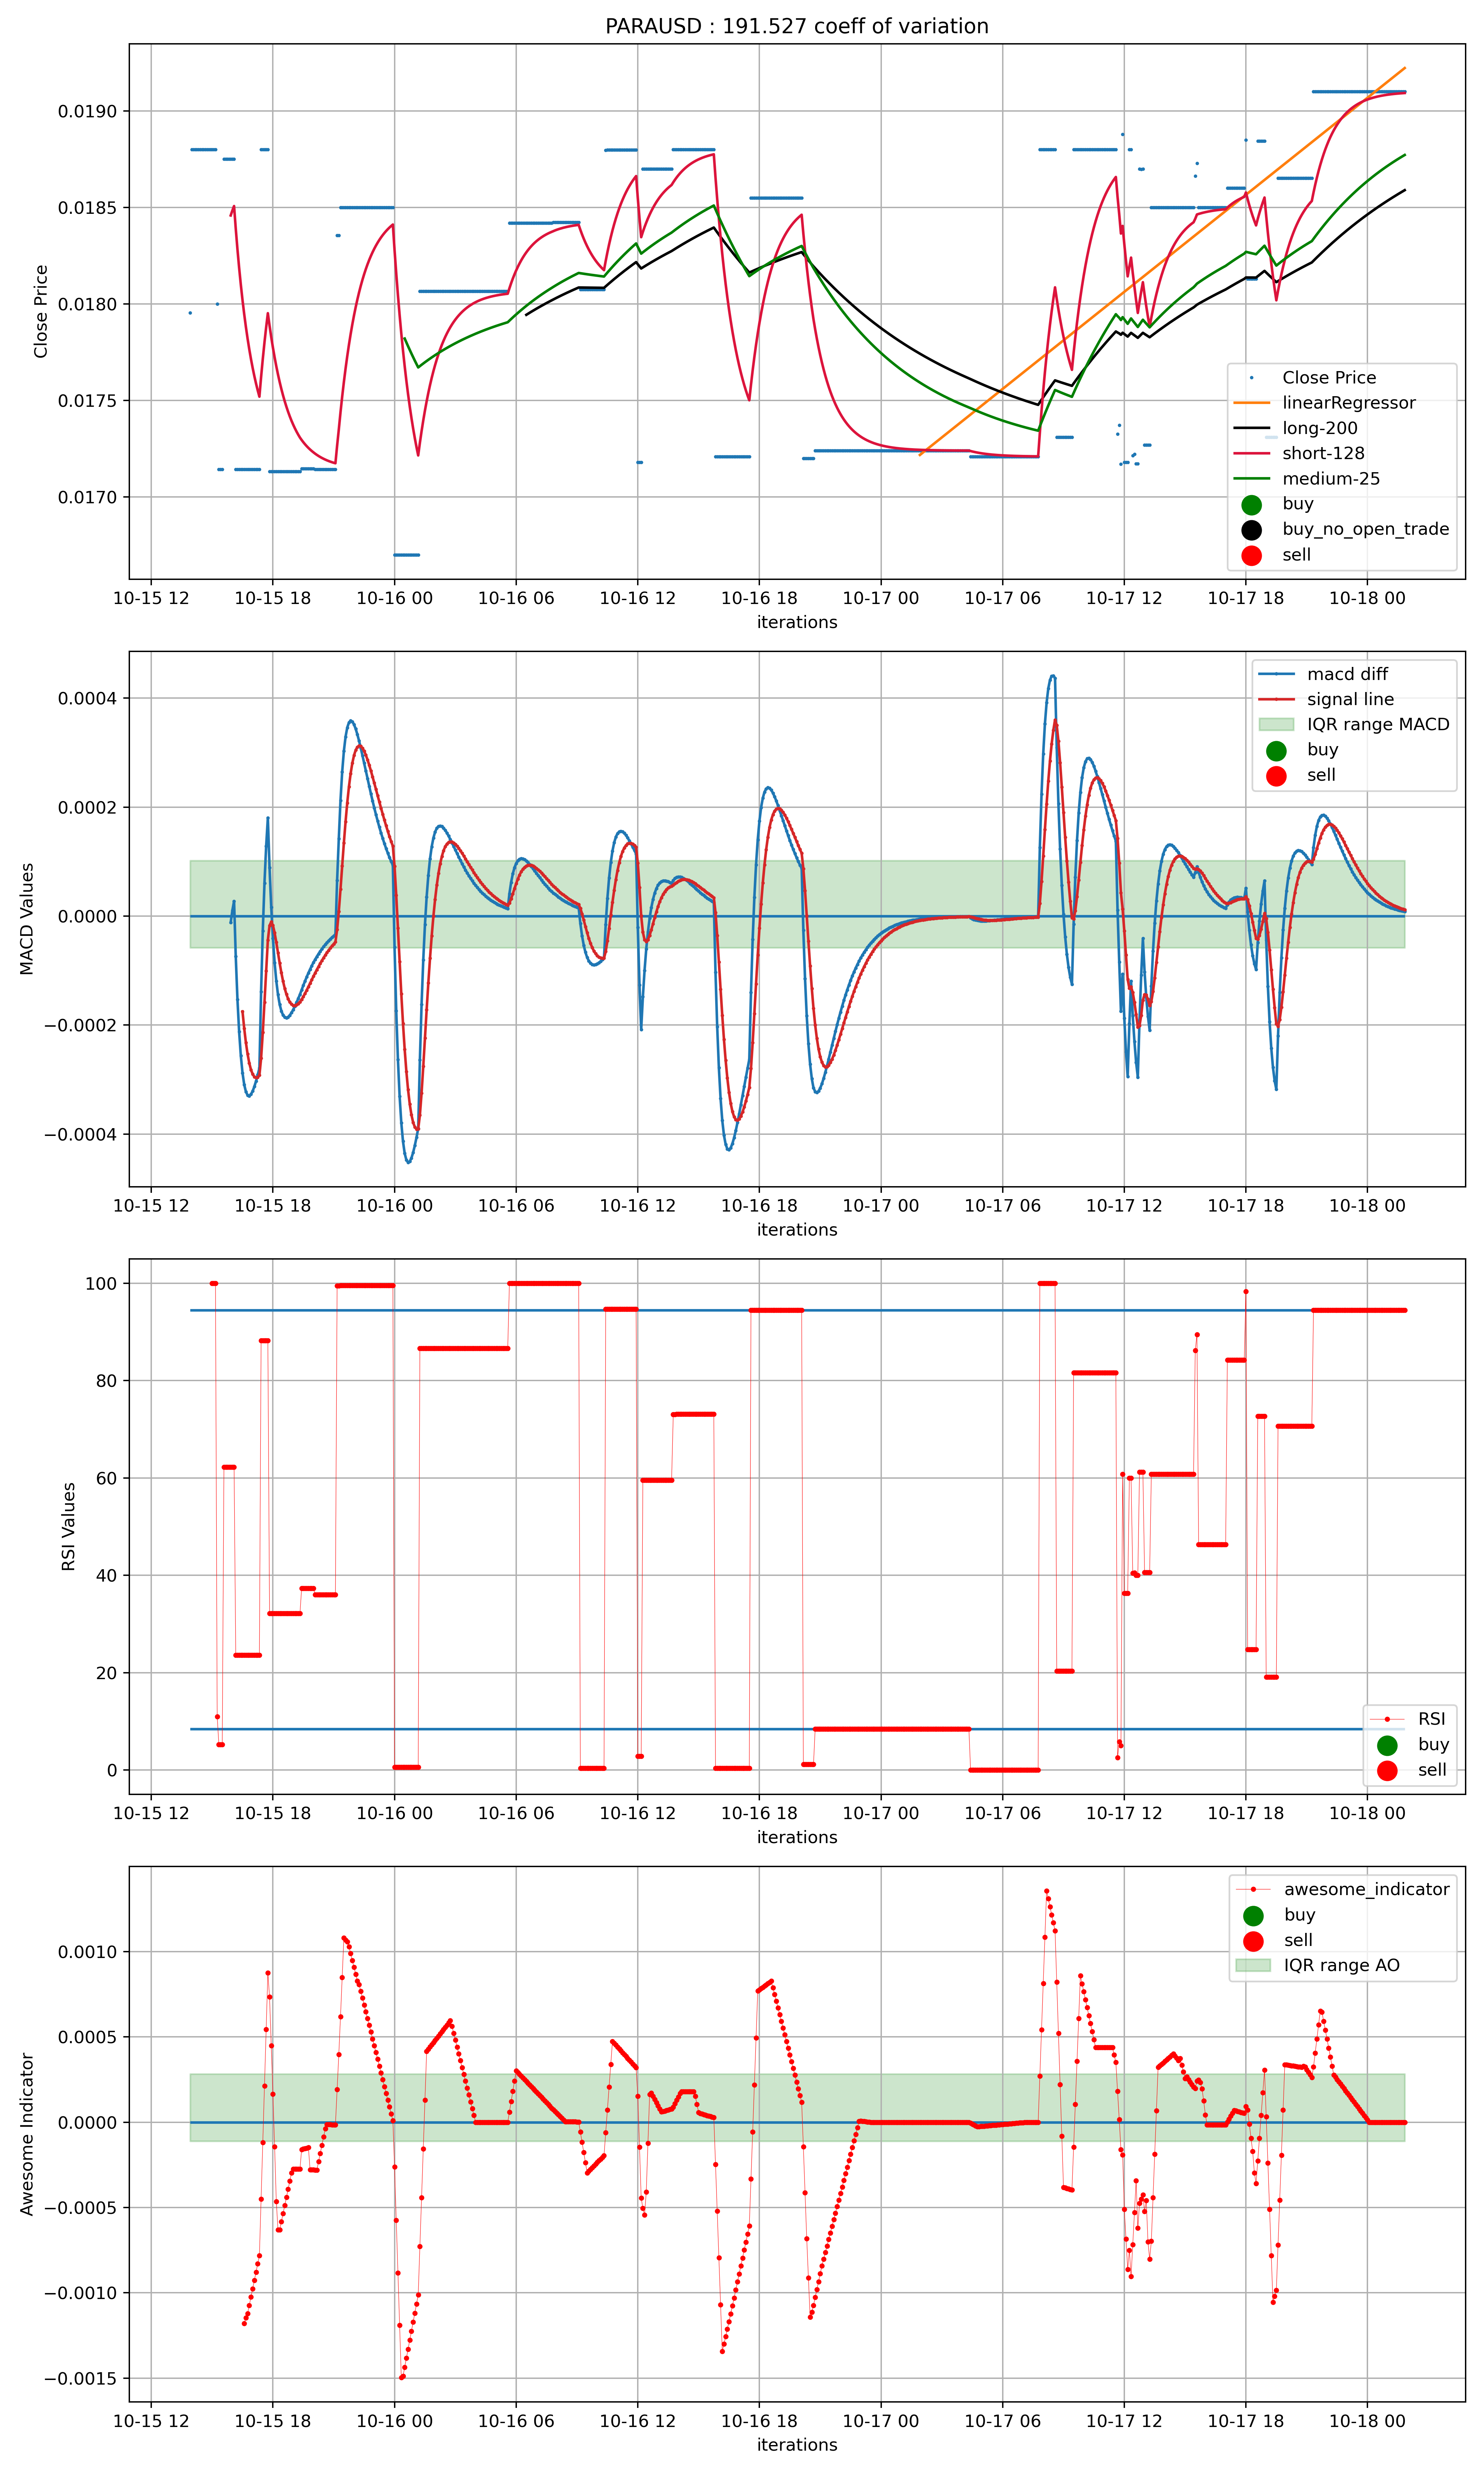 PARAUSD : 191.527 coeff of variation
0.0190
0.0185
0.0180
0.0175
0.0170
Close Price
Close Price
linearRegressor
long-200
short-128
medium-25
buy
buy_no_open_trade
sell
10-15 12 10-15 18 10-16 00 10-16 06 10-16 12 10-16 18 10-17 00 10-17 06 10-17 12 10-17 18 10-18 00
iterations
0.0004
0.0002
0.0000
−0.0002
−0.0004
MACD Values
macd diff
signal line
IQR range MACD
buy
sell
10-15 12 10-15 18 10-16 00 10-16 06 10-16 12 10-16 18 10-17 00 10-17 06 10-17 12 10-17 18 10-18 00
iterations
100
80
60
40
20
0
RSI Values
RSI
buy
sell
10-15 12 10-15 18 10-16 00 10-16 06 10-16 12 10-16 18 10-17 00 10-17 06 10-17 12 10-17 18 10-18 00
iterations
0.0010
0.0005
0.0000
−0.0005
−0.0010
−0.0015
Awesome Indicator
awesome_indicator
buy
sell
IQR range AO
10-15 12 10-15 18 10-16 00 10-16 06 10-16 12 10-16 18 10-17 00 10-17 06 10-17 12 10-17 18 10-18 00
iterations